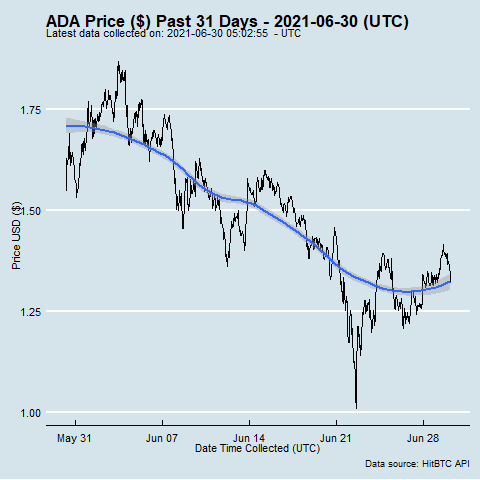 ADA Price ($) Past 31 Days - 2021-06-30 (UTC)
Latest data collected on: 2021-06-30 05:02:55 - UTC
Price USD ($)
1.75
1.50
1.25
1.00
May 31 Jun 07 Jun 14 Jun 21 Jun 28
Date Time Collected (UTC)
Data source: HitBTC API